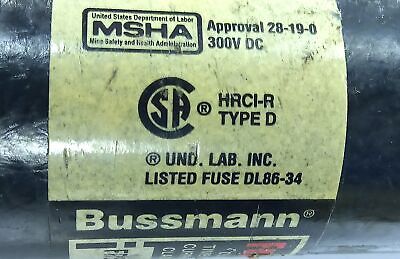 United States Department of Labor
MSHA
Mine Safety and Health Administration
Approval 28-19-0
300V DC
SA ®
HRCI-R
TYPE D
® UND. LAB. INC.
LISTED FUSE DL86-34
Bussmann®